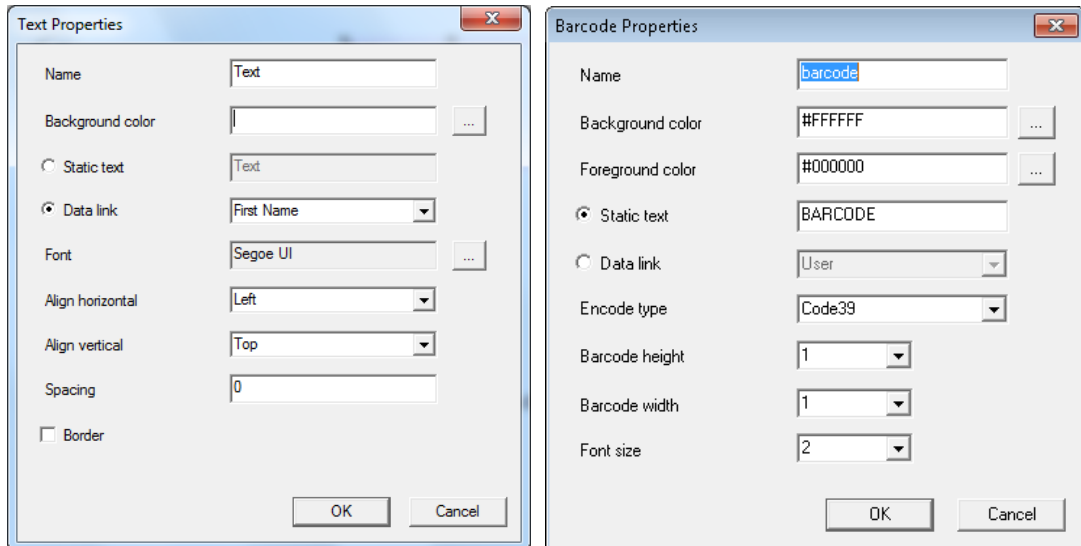 Text Properties
Name Text
Background color ...
Static text Text
Data link First Name
Font Segoe UI ...
Align horizontal Left
Align vertical Top
Spacing 0
Border
OK Cancel
Barcode Properties
Name barcode
Background color #FFFFFF ...
Foreground color #000000 ...
Static text BARCODE
Data link User
Encode type Code39
Barcode height 1
Barcode width 1
Font size 2
OK Cancel